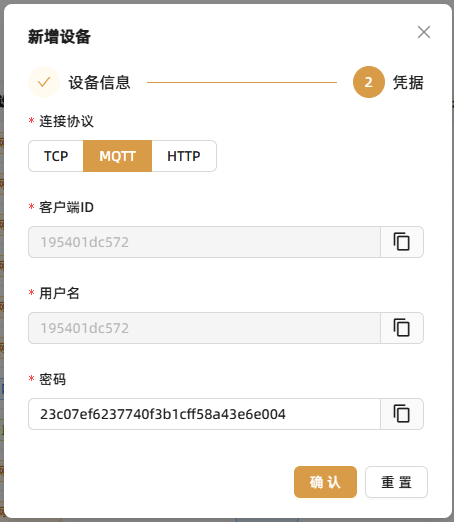 新增设备
设备信息 2 凭据
* 连接协议
TCP MQTT HTTP
* 客户端ID
195401dc572
* 用户名
195401dc572
* 密码
23c07ef6237740f3b1cff58a43e6e004
确 认 重 置